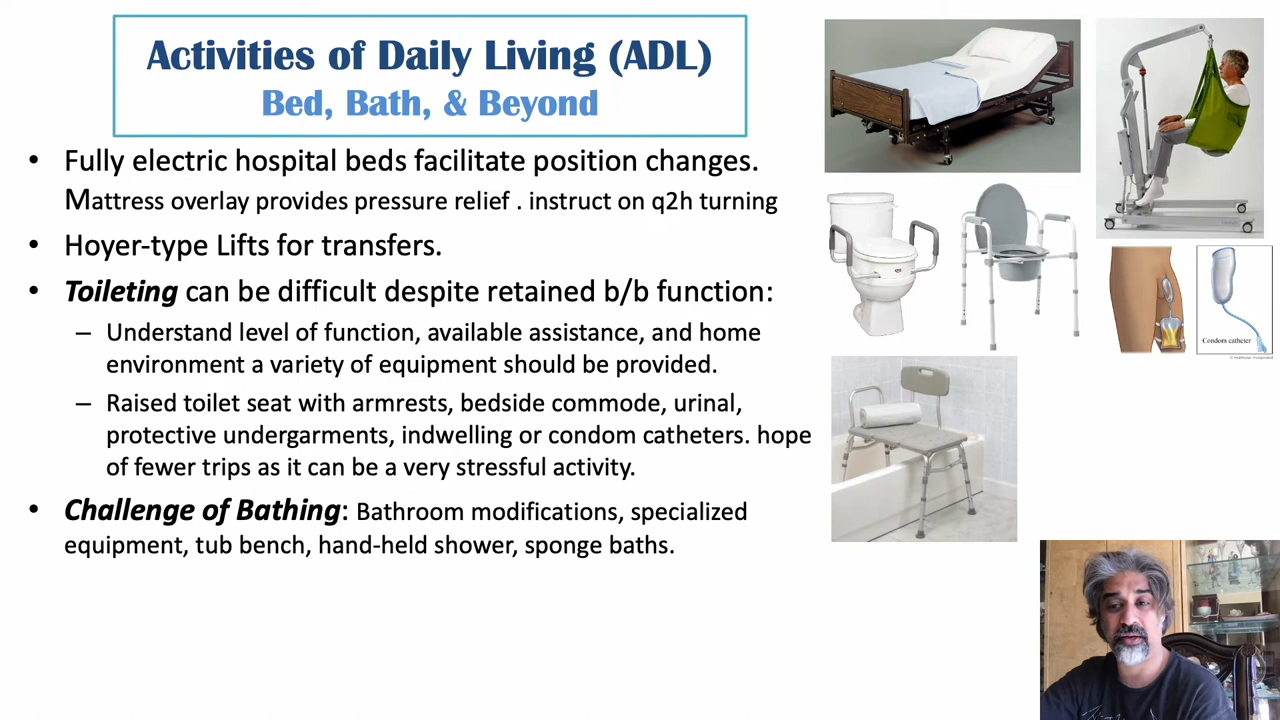 Activities of Daily Living (ADL)
Bed, Bath, & Beyond
• Fully electric hospital beds facilitate position changes.
Mattress overlay provides pressure relief . instruct on q2h turning
• Hoyer-type Lifts for transfers.
• Toileting can be difficult despite retained b/b function:
– Understand level of function, available assistance, and home
environment a variety of equipment should be provided.
– Raised toilet seat with armrests, bedside commode, urinal,
protective undergarments, indwelling or condom catheters. hope
of fewer trips as it can be a very stressful activity.
• Challenge of Bathing: Bathroom modifications, specialized
equipment, tub bench, hand-held shower, sponge baths.
Condom catheter